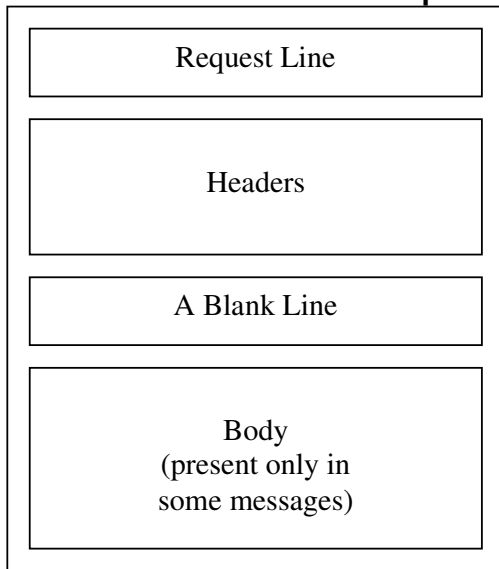 Request Line
Headers
A Blank Line
Body
(present only in
some messages)